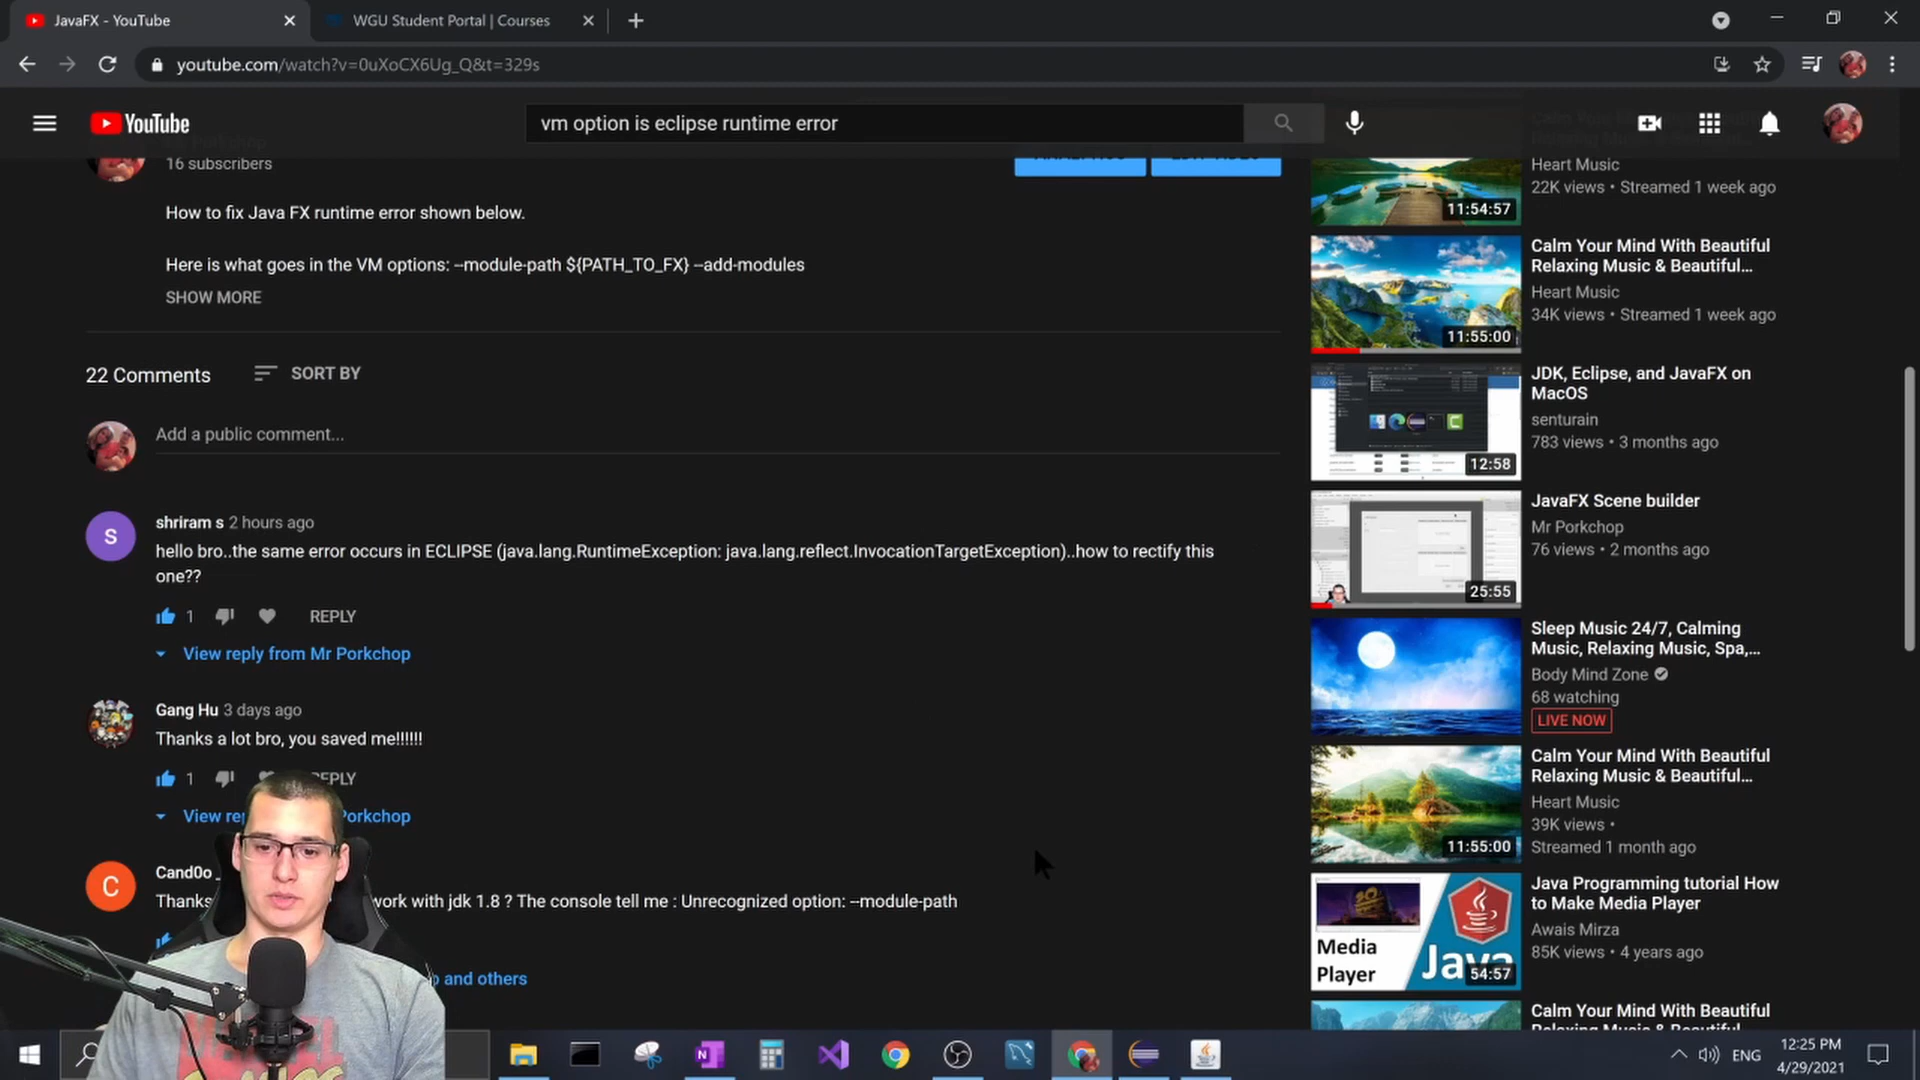 JavaFX - YouTube
WGU Student Portal | Courses
youtube.com/watch?v=0uXoCX6Ug_Q&t=329s
YouTube
vm option is eclipse runtime error
16 subscribers
How to fix Java FX runtime error shown below.
Here is what goes in the VM options: --module-path ${PATH_TO_FX} --add-modules
SHOW MORE
22 Comments
SORT BY
Add a public comment...
S
shriram s 2 hours ago
hello bro..the same error occurs in ECLIPSE (java.lang.RuntimeException: java.lang.reflect.InvocationTargetException)..how to rectify this
one??
1
REPLY
View reply from Mr Porkchop
Gang Hu 3 days ago
Thanks a lot bro, you saved me!!!!!!
1
REPLY
View re Porkchop
C
Cand0o _
Thanks work with jdk 1.8 ? The console tell me : Unrecognized option: --module-path
and others
Heart Music
22K views • Streamed 1 week ago
11:54:57
Calm Your Mind With Beautiful
Relaxing Music & Beautiful...
Heart Music
34K views • Streamed 1 week ago
11:55:00
JDK, Eclipse, and JavaFX on
MacOS
senturain
783 views • 3 months ago
12:58
JavaFX Scene builder
Mr Porkchop
76 views • 2 months ago
25:55
Sleep Music 24/7, Calming
Music, Relaxing Music, Spa,...
Body Mind Zone
68 watching
LIVE NOW
Calm Your Mind With Beautiful
Relaxing Music & Beautiful...
Heart Music
39K views •
Streamed 1 month ago
11:55:00
Java Programming tutorial How
to Make Media Player
Awais Mirza
85K views • 4 years ago
Media
Player
Java
54:57
Calm Your Mind With Beautiful
ENG
12:25 PM
4/29/2021